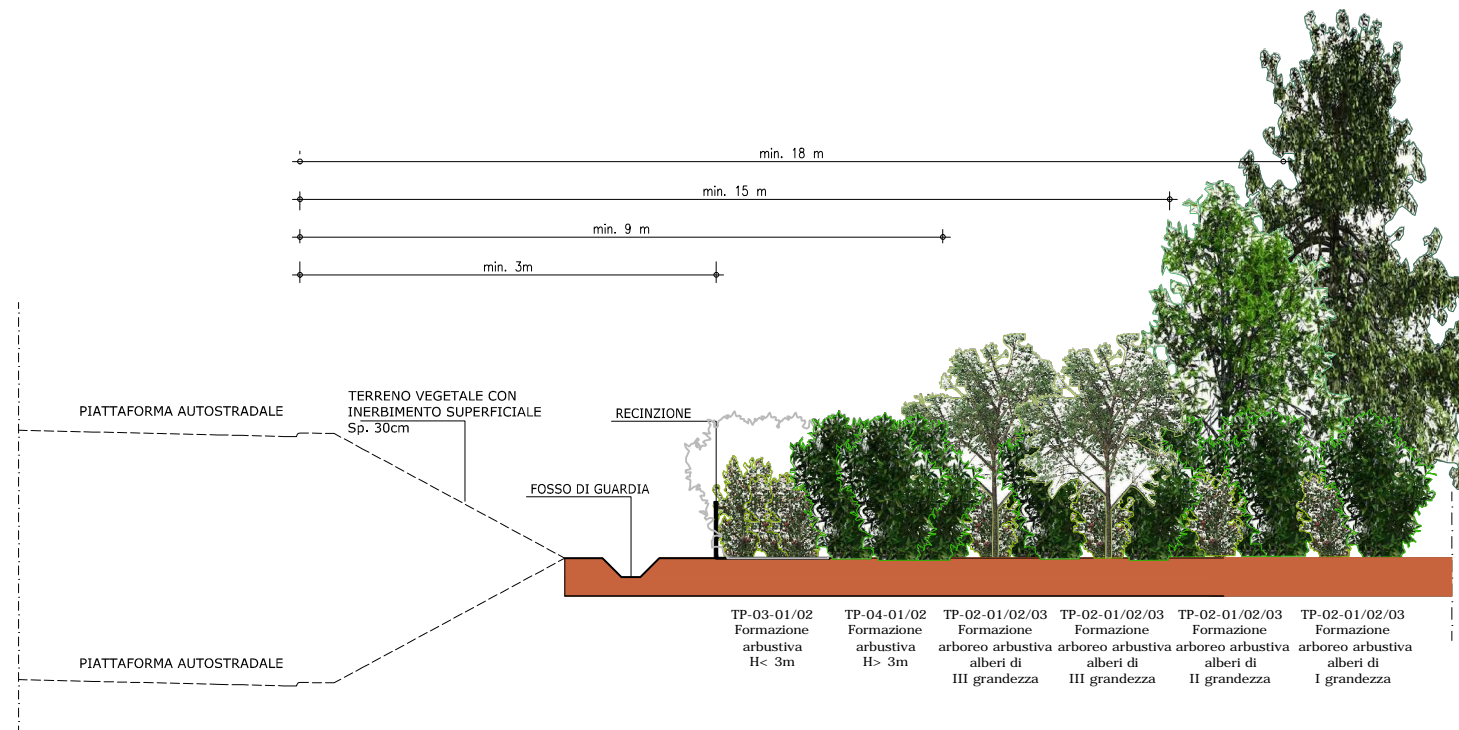 min. 18 m
min. 15 m
min. 9 m
min. 3m
PIATTAFORMA AUTOSTRADALE
TERRENO VEGETALE CON
INERBIMENTO SUPERFICIALE
Sp. 30cm
RECINZIONE
FOSSO DI GUARDIA
PIATTAFORMA AUTOSTRADALE
TP-03-01/02
Formazione
arbustiva
H< 3m
TP-04-01/02
Formazione
arbustiva
H> 3m
TP-02-01/02/03
Formazione
arboreo arbustiva
alberi di
III grandezza
TP-02-01/02/03
Formazione
arboreo arbustiva
alberi di
III grandezza
TP-02-01/02/03
Formazione
arboreo arbustiva
alberi di
II grandezza
TP-02-01/02/03
Formazione
arboreo arbustiva
alberi di
I grandezza